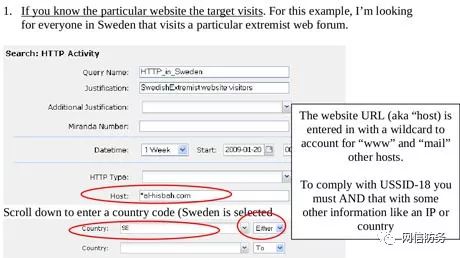 1. If you know the particular website the target visits. For this example, I'm looking
for everyone in Sweden that visits a particular extremist web forum.
Search: HTTP Activity
Query Name: HTTP_in_Sweden
Justification: SwedishExtremistwebsite visitors
Additional Justification:
Miranda Number:
Datetime: 1 Week Start: 2009-01-20 00
HTTP Type:
Host: *al-hisbah.com
Scroll down to enter a country code (Sweden is selected
Country: SE Either
Country: To
The website URL (aka "host) is
entered in with a wildcard to
account for "www" and "mail"
other hosts.
To comply with USSID-18 you
must AND that with some
other information like an IP or
country
一网信防务